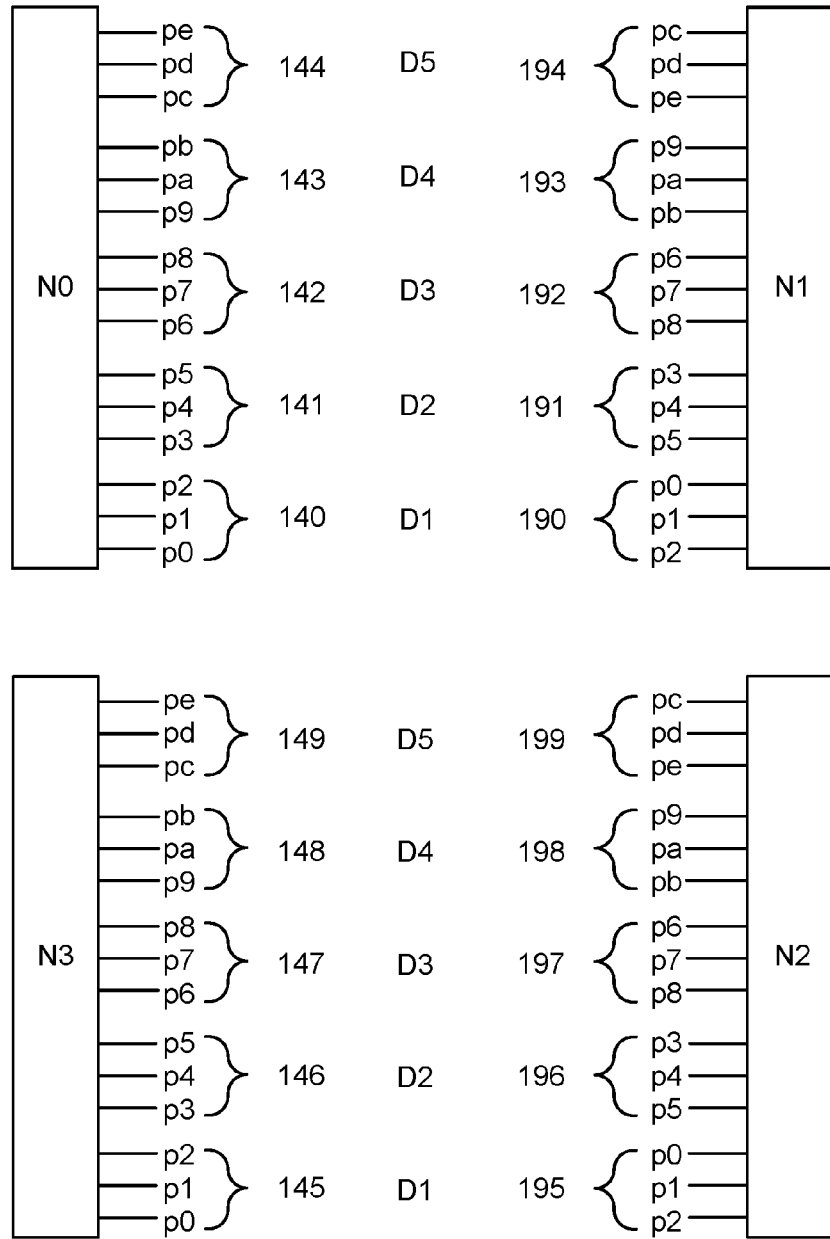 pe pc
pd 144 D5 194 pd
pc pe
pb p9
pa 143 D4 193 pa
p9 pb
p8 p6
N0 p7 142 D3 192 p7 N1
p6 p8
p5 p3
p4 141 D2 191 p4
p3 p5
p2 p0
p1 140 D1 190 p1
p0 p2
pe pc
pd 149 D5 199 pd
pc pe
pb p9
pa 148 D4 198 pa
p9 pb
p8 p6
N3 p7 147 D3 197 p7 N2
p6 p8
p5 p3
p4 146 D2 196 p4
p3 p5
p2 p0
p1 145 D1 195 p1
p0 p2